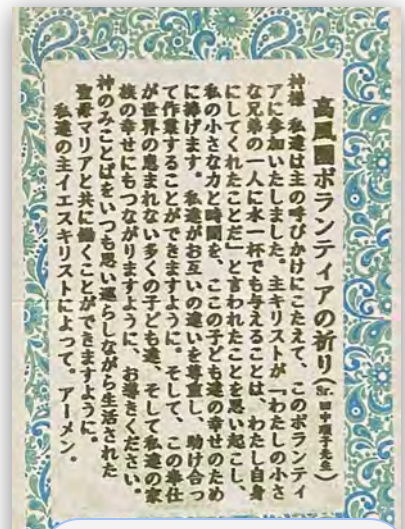 高風園ボランティアの祈り(Sr.田中順子先生)
神様 私達は主の呼びかけにこたえて、このボランティ
アに参加いたしました。主キリストが「わたしの小さ
な兄弟の一人に水一杯でも与えることは、わたし自身
にしてくれたことだ」と言われたことを思い起こし、
私の小さな力と時間を、ここの子ども達の幸せのため
に捧げます。私達がお互いの違いを尊重し、助け合っ
て作業することができますように。そして、この奉仕
が世界の恵まれない多くの子ども達、そして私達の家
族の幸せにもつながりますように、お導きください。
神のみことばをいつも思い巡らしながら生活された
聖母マリアと共に働くことができますように。
私達の主イエスキリストによって。アーメン。